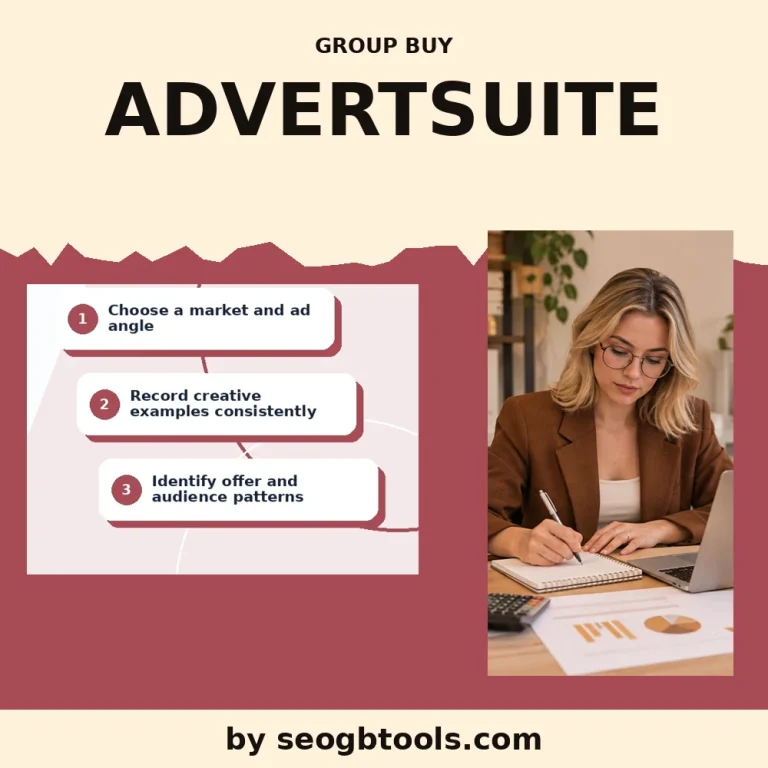 GROUP BUY
ADVERTSUITE
1
Choose a market and ad
angle
2
Record creative
examples consistently
3
Identify offer and
audience patterns
by seogbtools.com